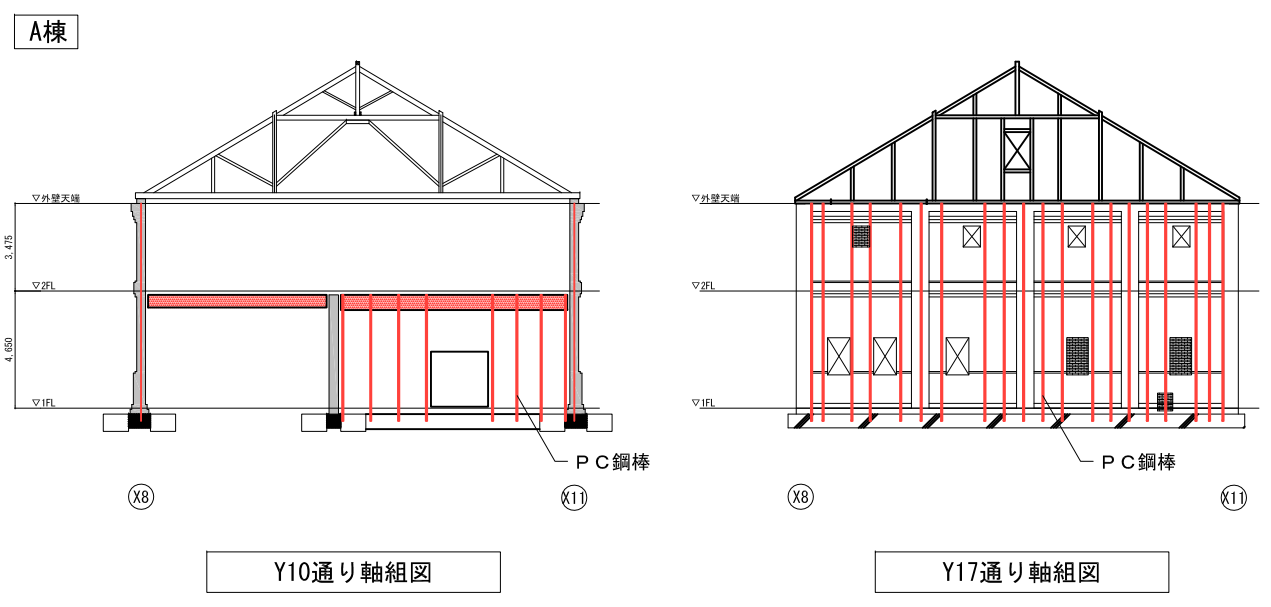 A棟
▽外壁天端
3,475
▽2FL
4,650
▽1FL
ＰＣ鋼棒
X8
X11
Y10通り軸組図
▽外壁天端
▽2FL
▽1FL
ＰＣ鋼棒
X8
X11
Y17通り軸組図